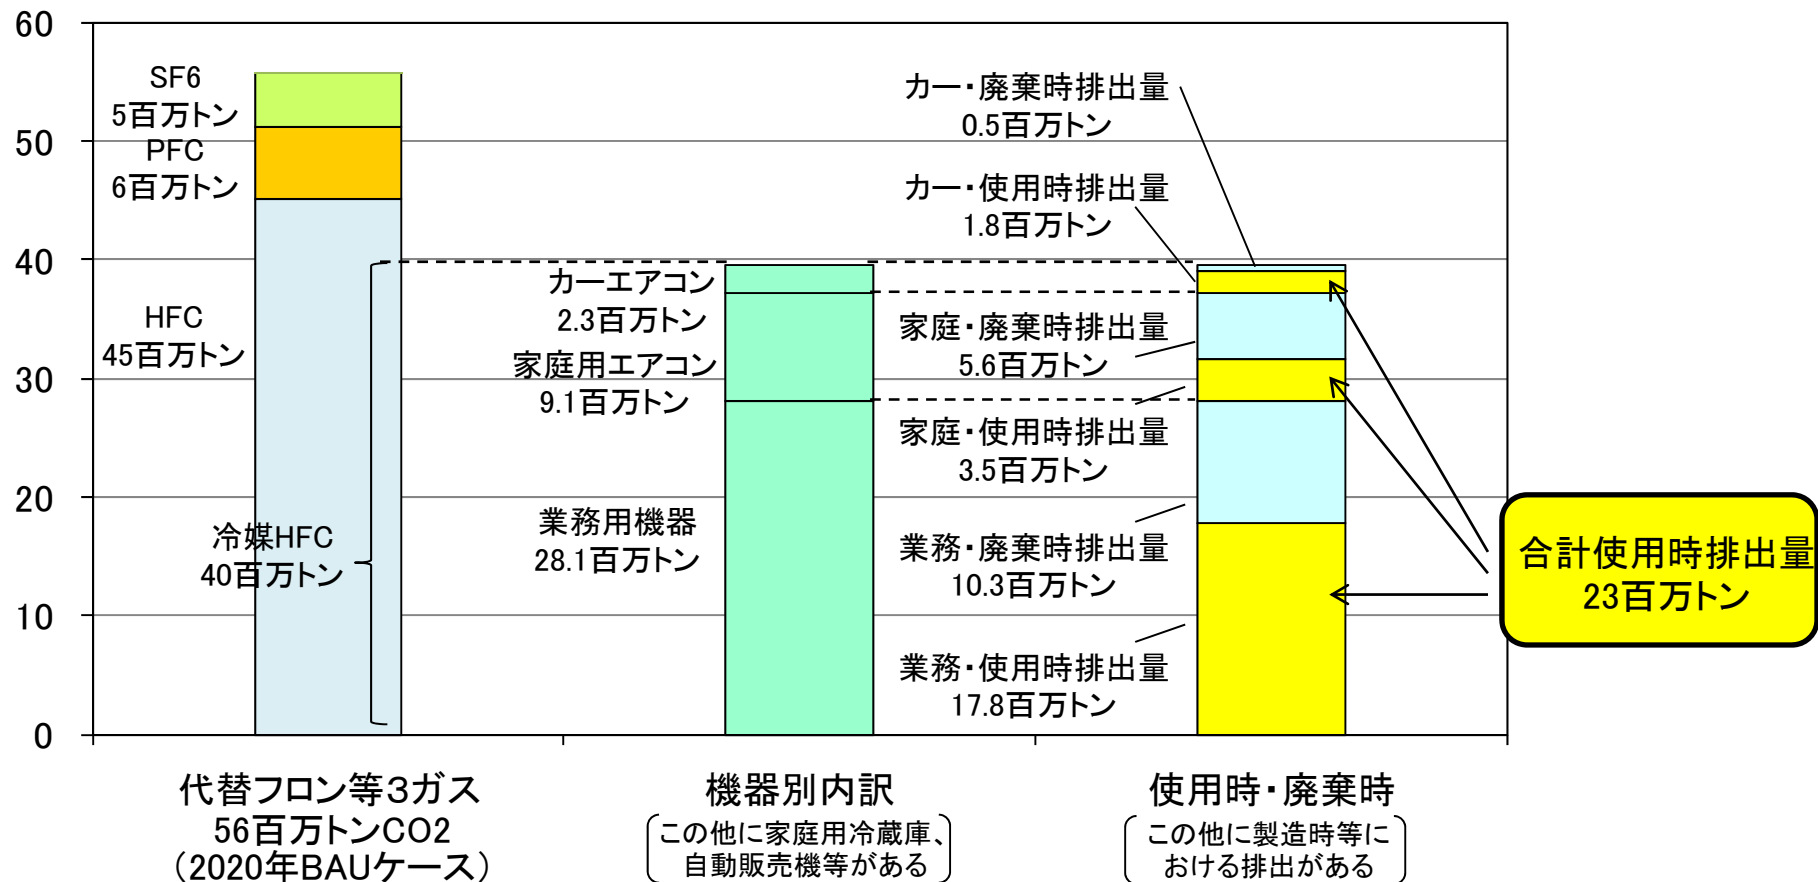 60
50
40
30
20
10
0
SF6
5百万トン
PFC
6百万トン
HFC
45百万トン
冷媒HFC
40百万トン
カーエアコン
2.3百万トン
家庭用エアコン
9.1百万トン
業務用機器
28.1百万トン
カー・廃棄時排出量
0.5百万トン
カー・使用時排出量
1.8百万トン
家庭・廃棄時排出量
5.6百万トン
家庭・使用時排出量
3.5百万トン
業務・廃棄時排出量
10.3百万トン
業務・使用時排出量
17.8百万トン
合計使用時排出量
23百万トン
代替フロン等3ガス
56百万トンCO2
（2020年BAUケース）
機器別内訳
この他に家庭用冷蔵庫、
自動販売機等がある
使用時・廃棄時
この他に製造時等に
おける排出がある